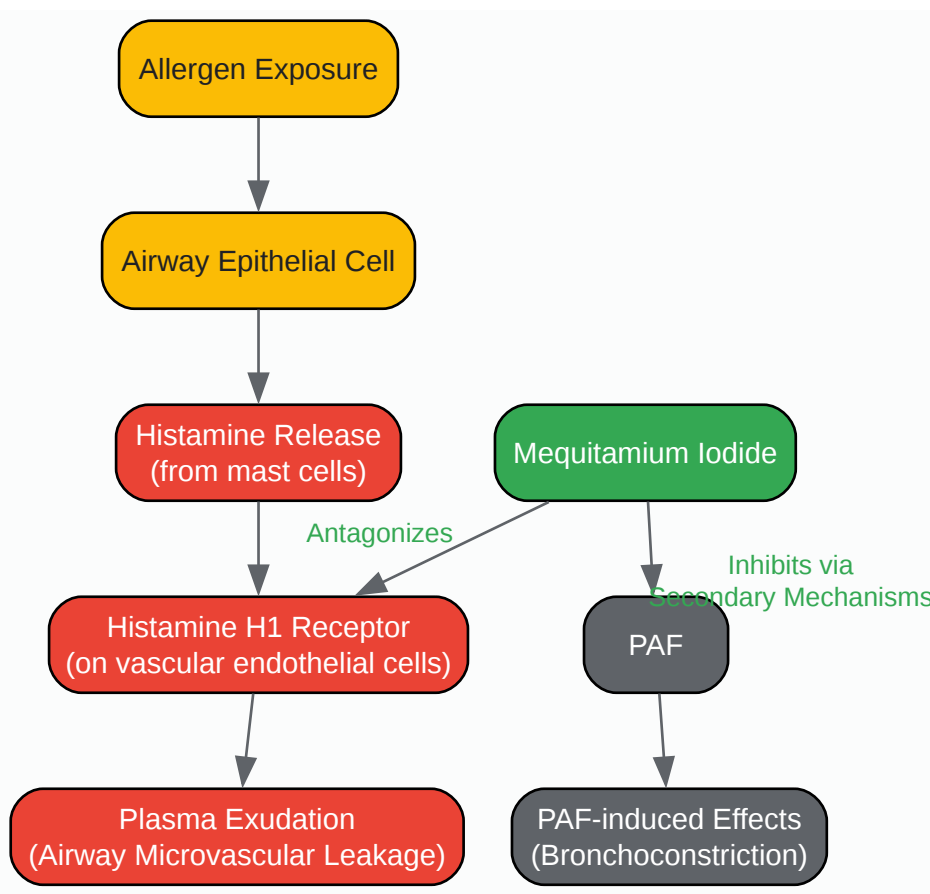 Allergen Exposure
Airway Epithelial Cell
Histamine Release
(from mast cells)
Mequitamium Iodide
Antagonizes
Inhibits via
Secondary Mechanisms
Histamine H1 Receptor
(on vascular endothelial cells)
PAF
Plasma Exudation
(Airway Microvascular Leakage)
PAF-induced Effects
(Bronchoconstriction)